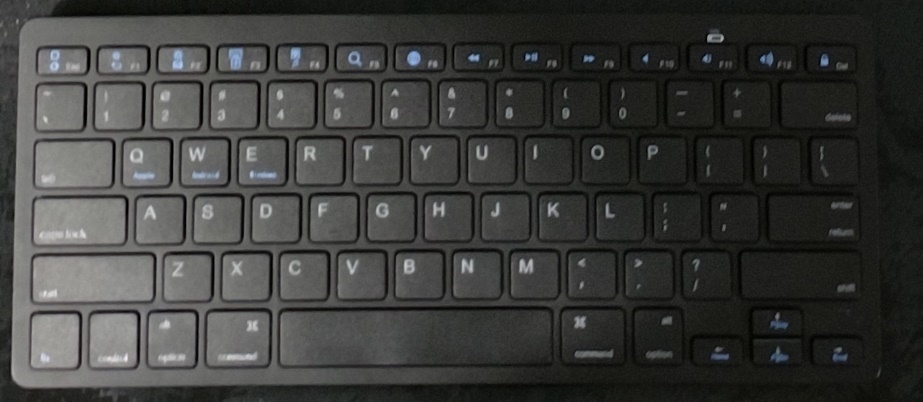 Esc F1 F2 F3 F4 F5 F6 F7 F8 F9 F10 F11 F12 Del
~ ! @ # $ % ^ & * ( ) — +
` 1 2 3 4 5 6 7 8 9 0 - = delete
tab Q W E R T Y U I O P { } |
Apple Android Windows [ ] \
A S D F G H J K L : " enter
caps lock ; ' return
Z X C V B N M < > ?
shift , . / shift
alt ⌘ ⌘ alt PgUp
fn control option command command option Home PgDn End